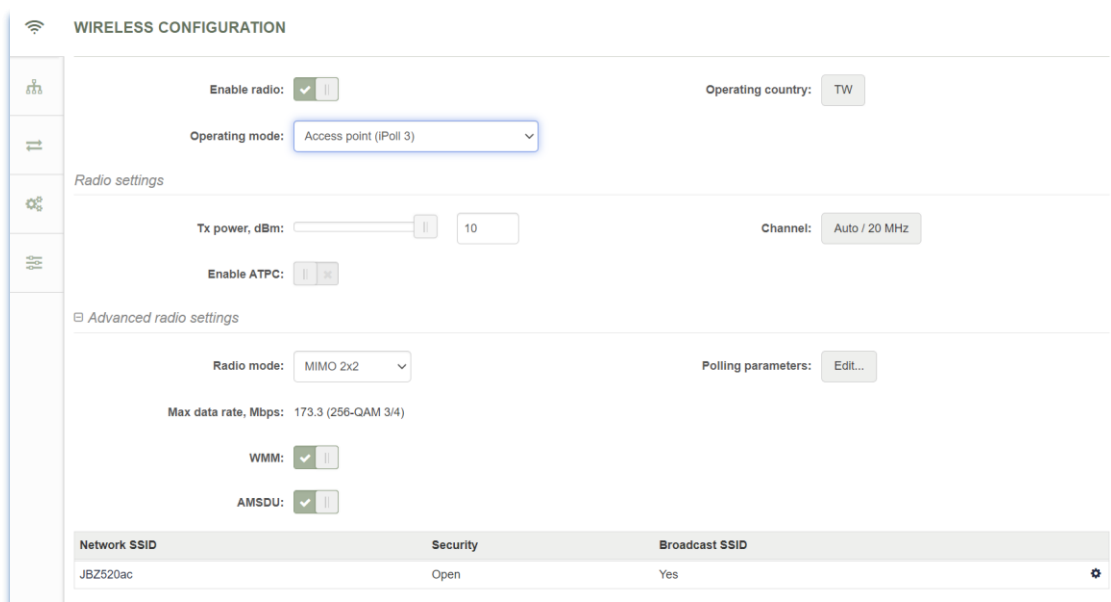 WIRELESS CONFIGURATION
Enable radio: Operating country: TW
Operating mode: Access point (iPoll 3)
Radio settings
Tx power, dBm: 10 Channel: Auto / 20 MHz
Enable ATPC:
Advanced radio settings
Radio mode: MIMO 2x2 Polling parameters: Edit...
Max data rate, Mbps: 173.3 (256-QAM 3/4)
WMM:
AMSDU:
Network SSID Security Broadcast SSID
JBZ520ac Open Yes